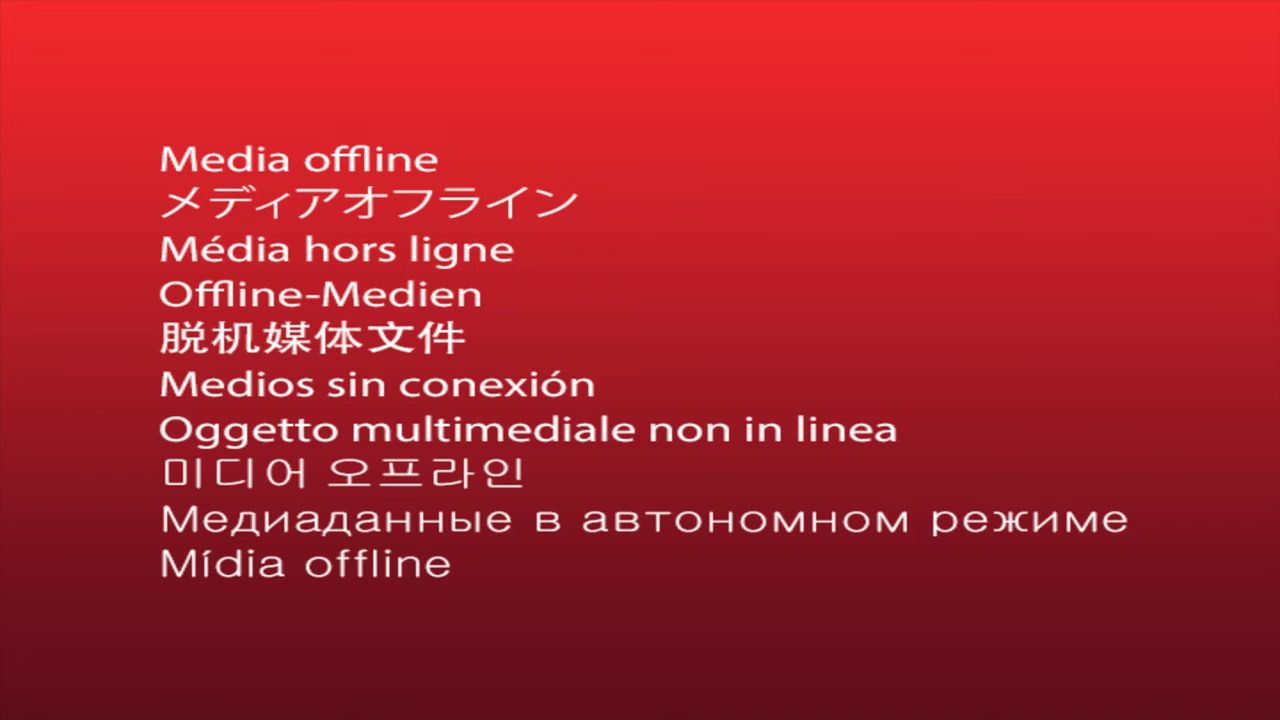 Media offline
メディアオフライン
Média hors ligne
Offline-Medien
脱机媒体文件
Medios sin conexión
Oggetto multimediale non in linea
미디어 오프라인
Медиаданные в автономном режиме
Mídia offline